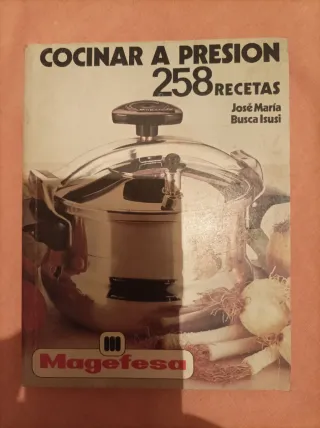 COCINAR A PRESION
258 RECETAS
José María
Busca Isusi
Magefesa